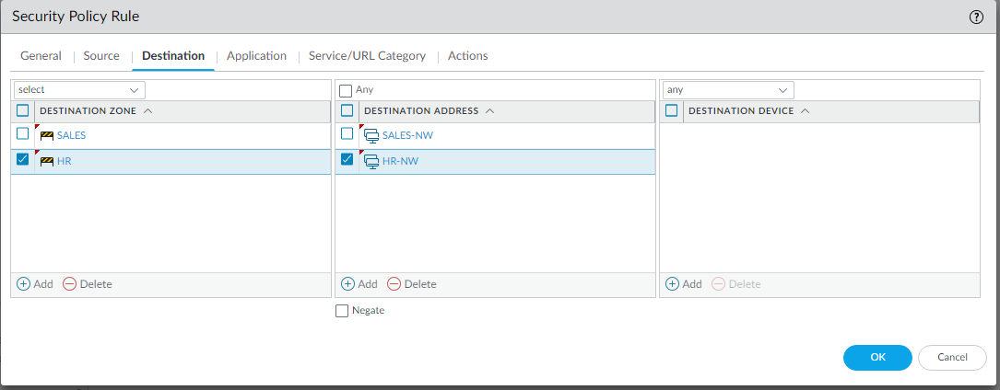 Security Policy Rule
General Source Destination Application Service/URL Category Actions
select Any any
DESTINATION ZONE DESTINATION ADDRESS DESTINATION DEVICE
SALES SALES-NW
HR HR-NW
Add Delete Add Delete Add Delete
Negate
OK Cancel